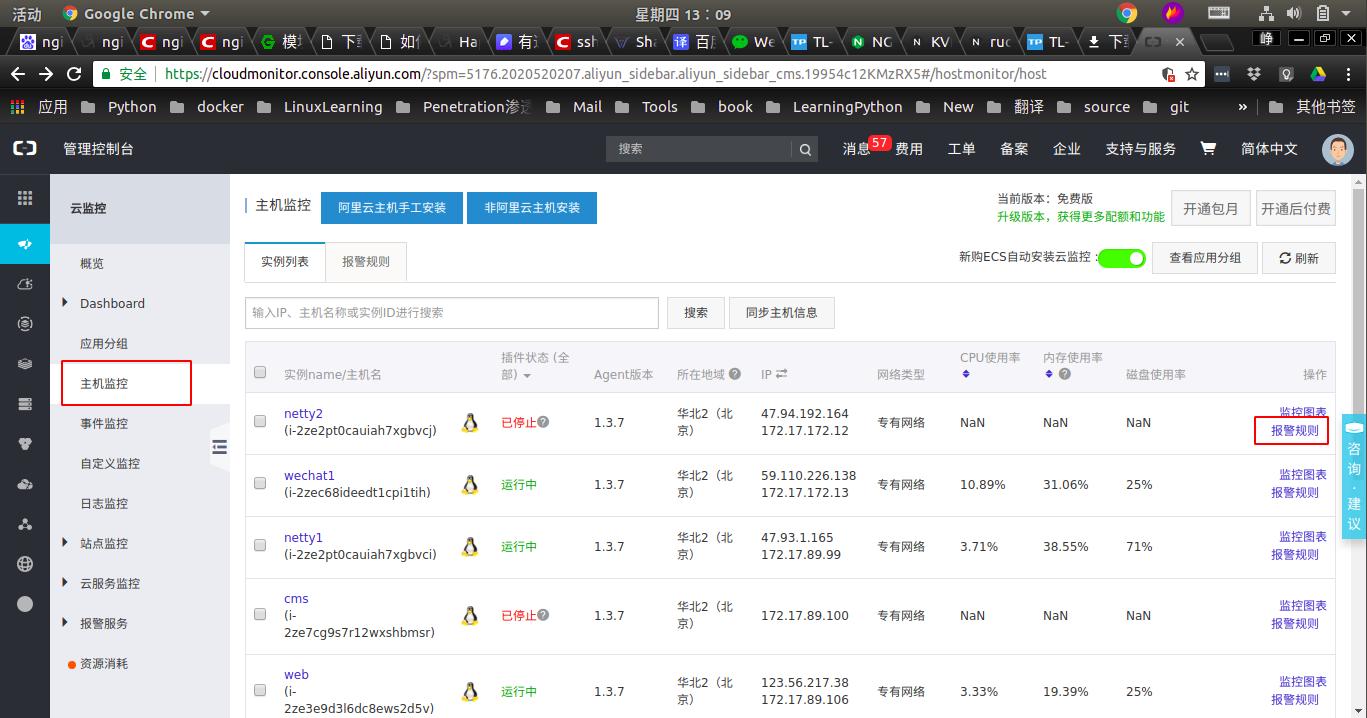 活动 Google Chrome 星期四 13：09
ngi ngi ngi ngi 模 下 如 Ha 有 ssh Sh 百 We TL- NG KV ruc TL- 下 峥
安全 https://cloudmonitor.console.aliyun.com/?spm=5176.2020520207.aliyun_sidebar.aliyun_sidebar_cms.19954c12KMzRX5#/hostmonitor/host
应用 Python docker LinuxLearning Penetration渗 Mail Tools book LearningPython New 翻译 source git » 其他书签
管理控制台 搜索 消息 57 费用 工单 备案 企业 支持与服务 简体中文
云监控
概览
Dashboard
应用分组
主机监控
事件监控
自定义监控
日志监控
站点监控
云服务监控
报警服务
资源消耗
主机监控 阿里云主机手工安装 非阿里云主机安装
当前版本：免费版
升级版本，获得更多配额和功能
开通包月 开通后付费
实例列表 报警规则
新购ECS自动安装云监控： 查看应用分组 刷新
输入IP、主机名称或实例ID进行搜索 搜索 同步主机信息
实例name/主机名 插件状态 (全部) Agent版本 所在地域 IP 网络类型 CPU使用率 内存使用率 磁盘使用率 操作
netty2 (i-2ze2pt0cauiah7xgbvcj) 已停止 1.3.7 华北2（北京） 47.94.192.164 172.17.172.12 专有网络 NaN NaN NaN 监控图表 报警规则
wechat1 (i-2zec68ideedt1cpi1tih) 运行中 1.3.7 华北2（北京） 59.110.226.138 172.17.172.13 专有网络 10.89% 31.06% 25% 监控图表 报警规则
netty1 (i-2ze2pt0cauiah7xgbvci) 运行中 1.3.7 华北2（北京） 47.93.1.165 172.17.89.99 专有网络 3.71% 38.55% 71% 监控图表 报警规则
cms (i-2ze7cg9s7r12wxshbmsr) 已停止 1.3.7 华北2（北京） 172.17.89.100 专有网络 NaN NaN NaN 监控图表 报警规则
web (i-2ze3e9d3l6dc8ews2d5v) 运行中 1.3.7 华北2（北京） 123.56.217.38 172.17.89.106 专有网络 3.33% 19.39% 25% 监控图表 报警规则
咨询·建议